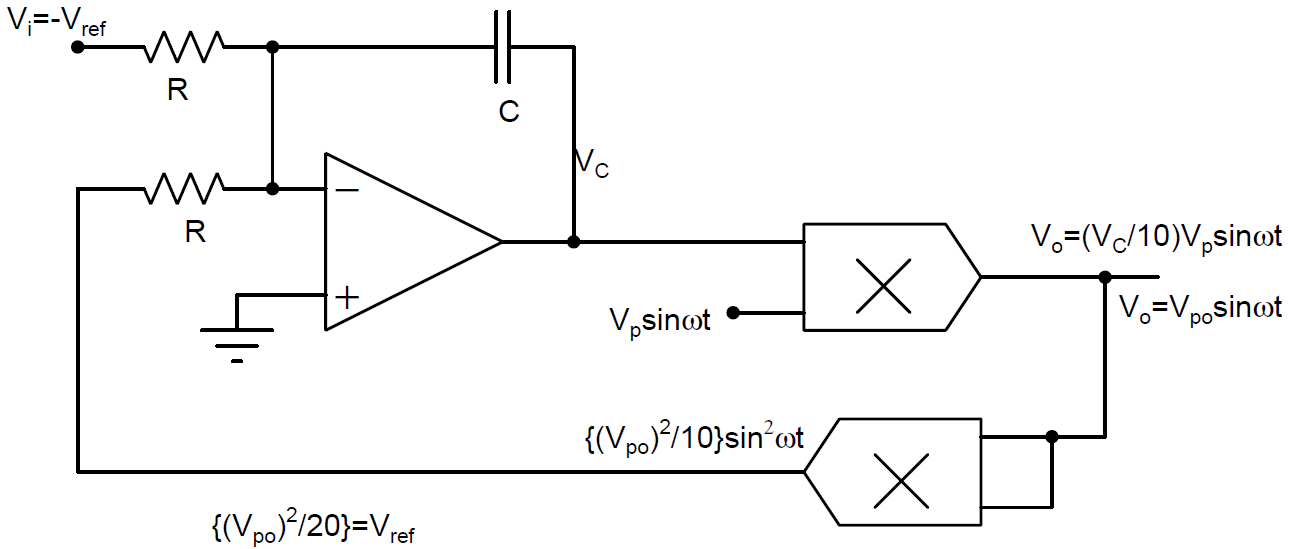 Vi=-Vref
R
C
VC
R
−
+
Vo=(VC/10)Vpsinωt
Vpsinωt
Vo=Vposinωt
{(Vpo)²/10}sin²ωt
{(Vpo)²/20}=Vref